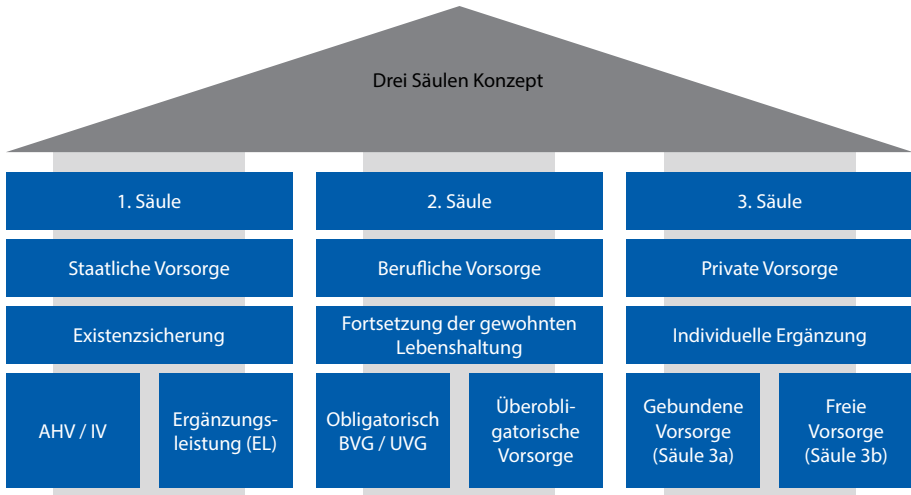 Drei Säulen Konzept
1. Säule
2. Säule
3. Säule
Staatliche Vorsorge
Berufliche Vorsorge
Private Vorsorge
Existenzsicherung
Fortsetzung der gewohnten
Lebenshaltung
Individuelle Ergänzung
AHV / IV
Ergänzungs-
leistung (EL)
Obligatorisch
BVG / UVG
Überobli-
gatorische
Vorsorge
Gebundene
Vorsorge
(Säule 3a)
Freie
Vorsorge
(Säule 3b)